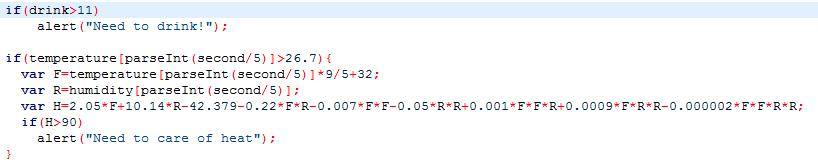 if(drink>11)
alert("Need to drink!");
if(temperature[parseInt(second/5)]>26.7){
var F=temperature[parseInt(second/5)]*9/5+32;
var R=humidity[parseInt(second/5)];
var H=2.05*F+10.14*R-42.379-0.22*F*R-0.007*F*F-0.05*R*R+0.001*F*F*R+0.0009*F*R*R-0.000002*F*F*R*R;
if(H>90)
alert("Need to care of heat");
}